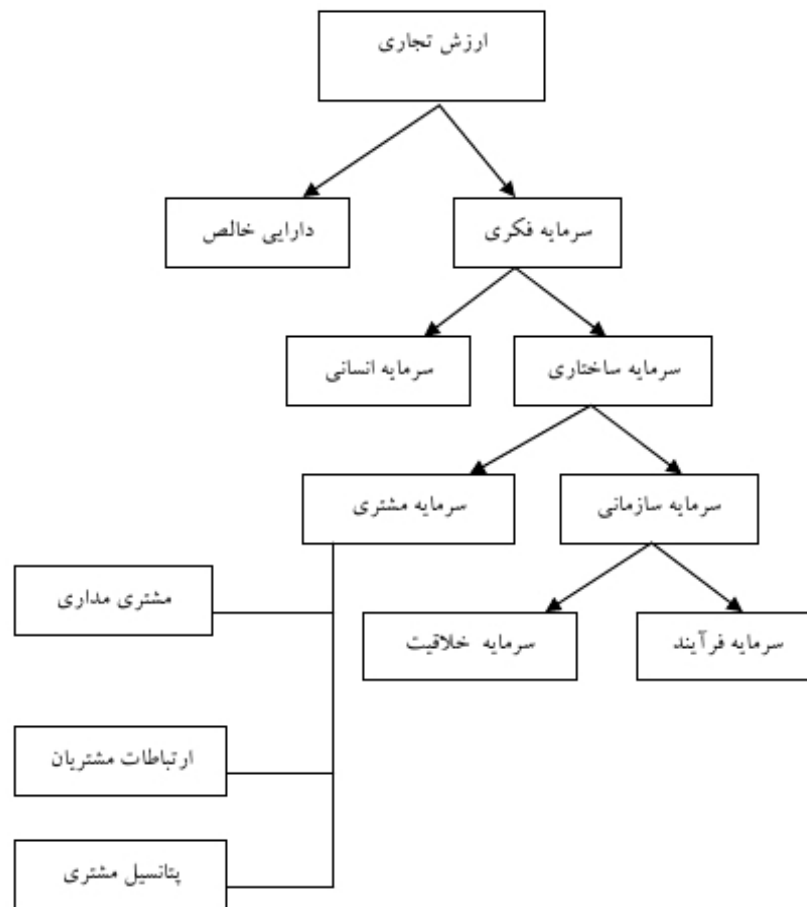 ارزش تجاری
سرمایه فکری
دارایی خالص
سرمایه ساختاری
سرمایه انسانی
سرمایه سازمانی
سرمایه مشتری
سرمایه فرآیند
سرمایه خلاقیت
مشتری مداری
ارتباطات مشتریان
پتانسیل مشتری